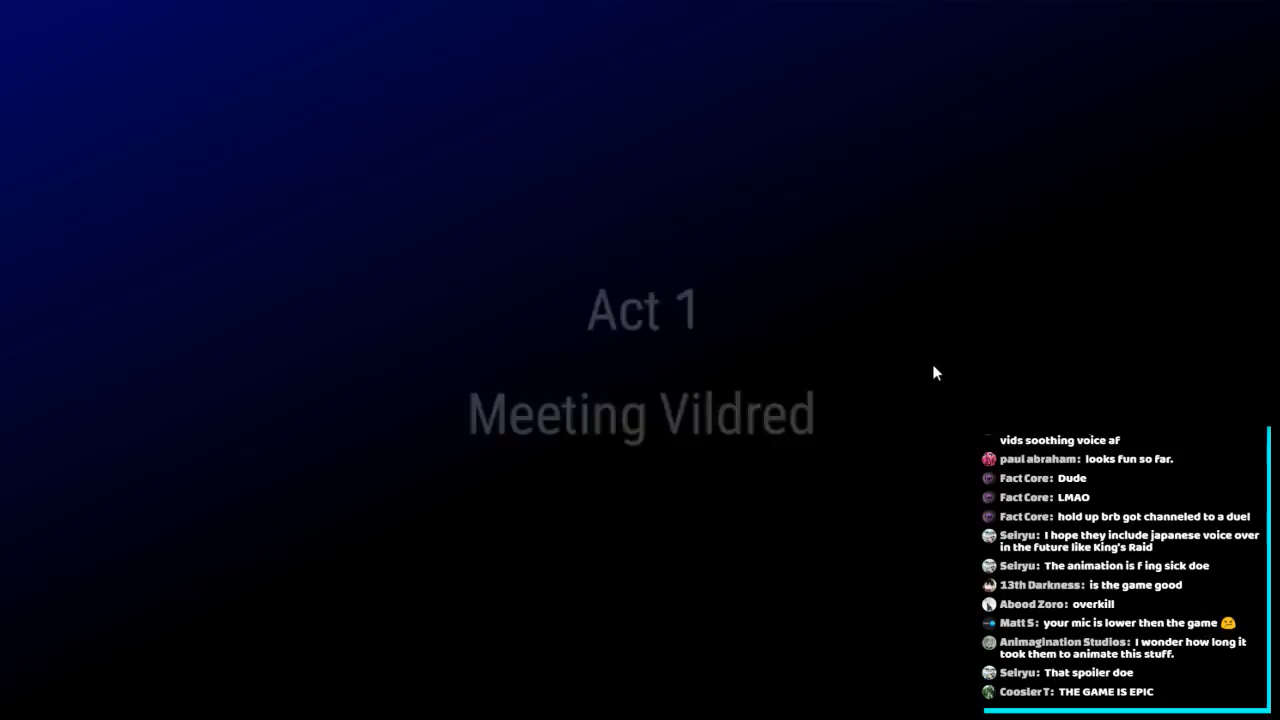 Act 1
Meeting Vildred
vids soothing voice af
paul abraham: looks fun so far.
Fact Core: Dude
Fact Core: LMAO
Fact Core: hold up brb got channeled to a duel
Seiryu: I hope they include japanese voice over
in the future like King's Raid
Seiryu: The animation is f ing sick doe
13th Darkness: is the game good
Abood Zoro: overkill
Matt S: your mic is lower then the game 😕
Animagination Studios: I wonder how long it
took them to animate this stuff.
Seiryu: That spoiler doe
Coosler T: THE GAME IS EPIC